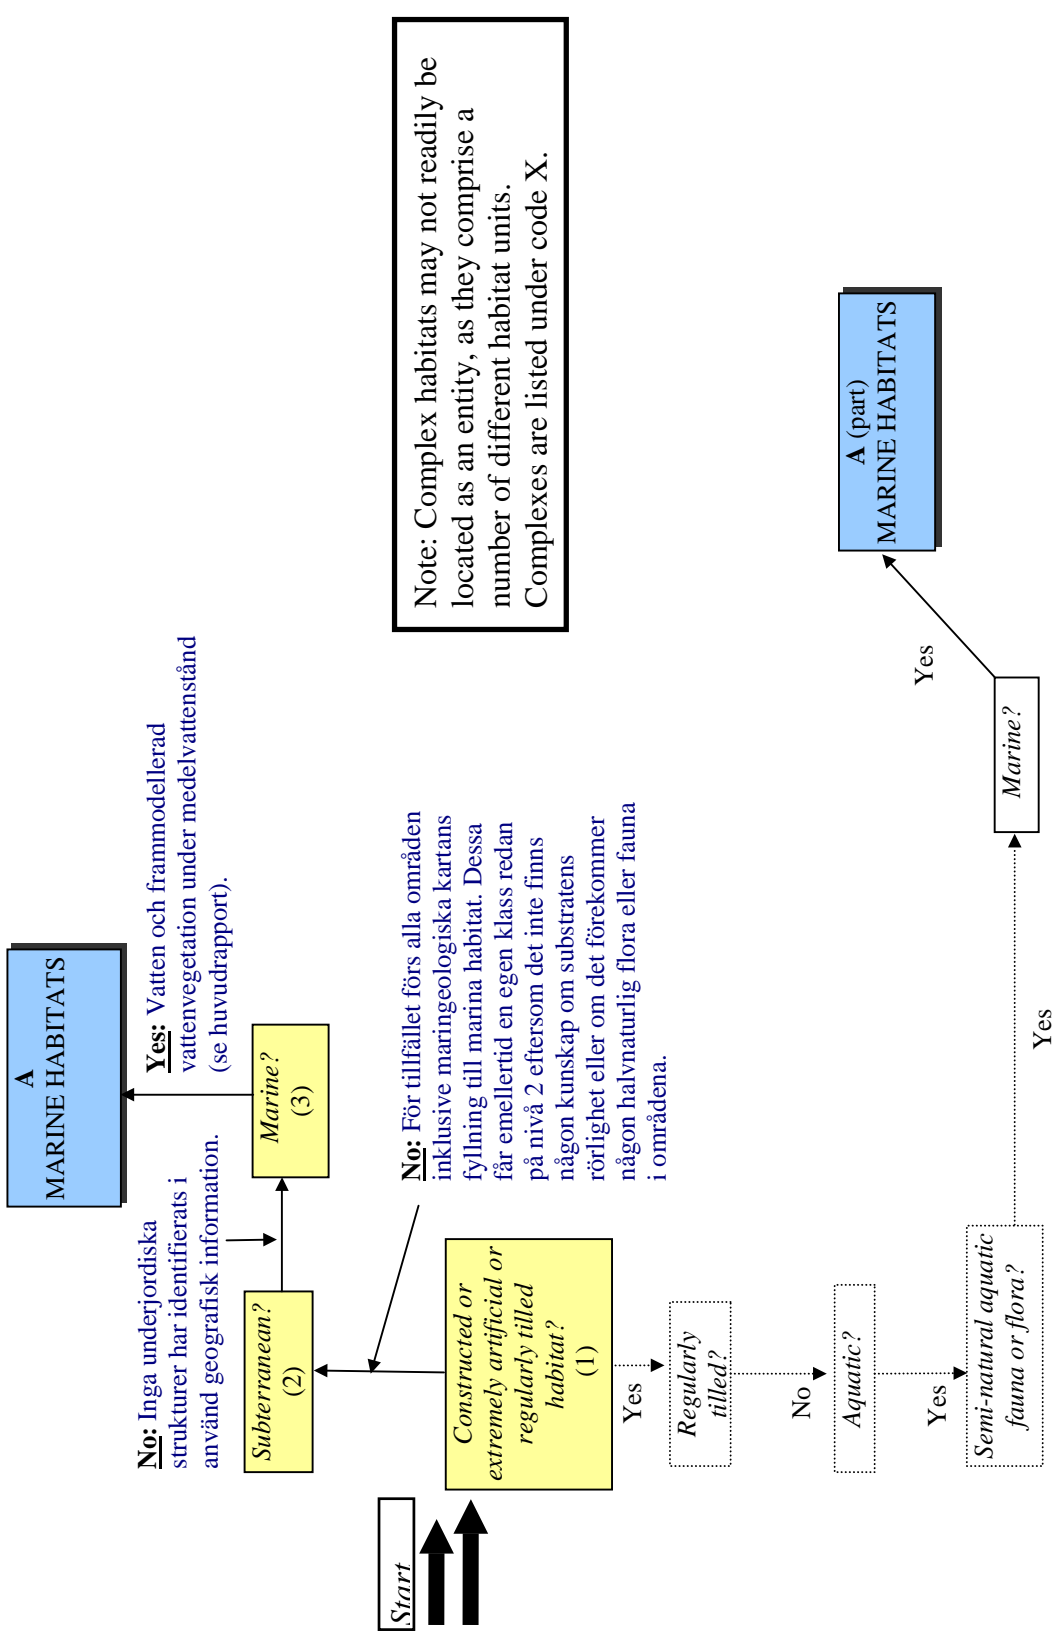 Start
Constructed or
extremely artificial or
regularly tilled
habitat?
(1)
No: För tillfället förs alla områden
inklusive maringeologiska kartans
fyllning till marina habitat. Dessa
får emellertid en egen klass redan
på nivå 2 eftersom det inte finns
någon kunskap om substratens
rörlighet eller om det förekommer
någon halvnaturlig flora eller fauna
i områdena.
Subterranean?
(2)
No: Inga underjordiska
strukturer har identifierats i
använd geografisk information.
Marine?
(3)
Yes: Vatten och frammodellerad
vattenvegetation under medelvattenstånd
(se huvudrapport).
A
MARINE HABITATS
Yes
Regularly
tilled?
No
Aquatic?
Yes
Semi-natural aquatic
fauna or flora?
Yes
Marine?
Yes
A (part)
MARINE HABITATS
Note: Complex habitats may not readily be
located as an entity, as they comprise a
number of different habitat units.
Complexes are listed under code X.